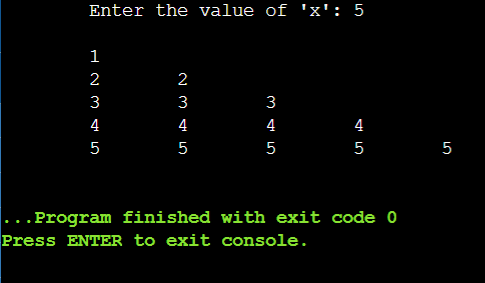 Enter the value of 'x': 5
1
2 2
3 3 3
4 4 4 4
5 5 5 5 5
...Program finished with exit code 0
Press ENTER to exit console.